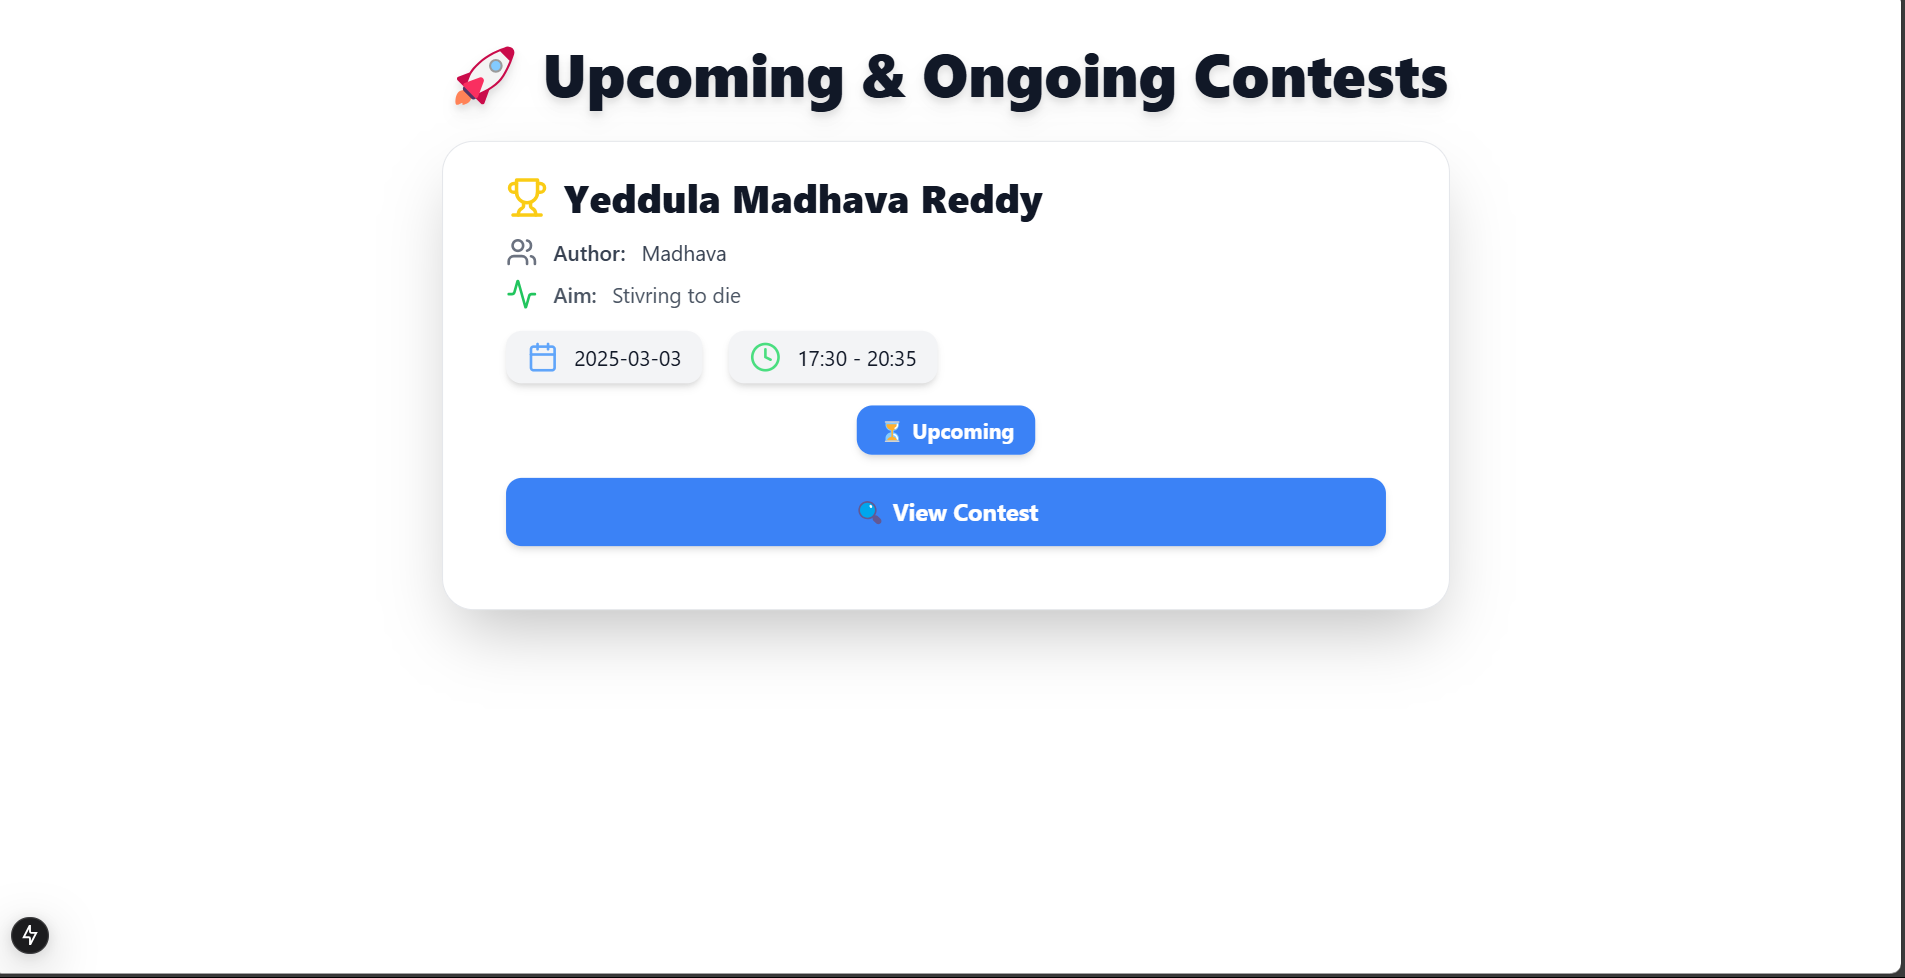 🚀 Upcoming & Ongoing Contests
Yeddula Madhava Reddy
Author: Madhava
Aim: Stivring to die
2025-03-03 17:30 - 20:35
⏳ Upcoming
🔍 View Contest